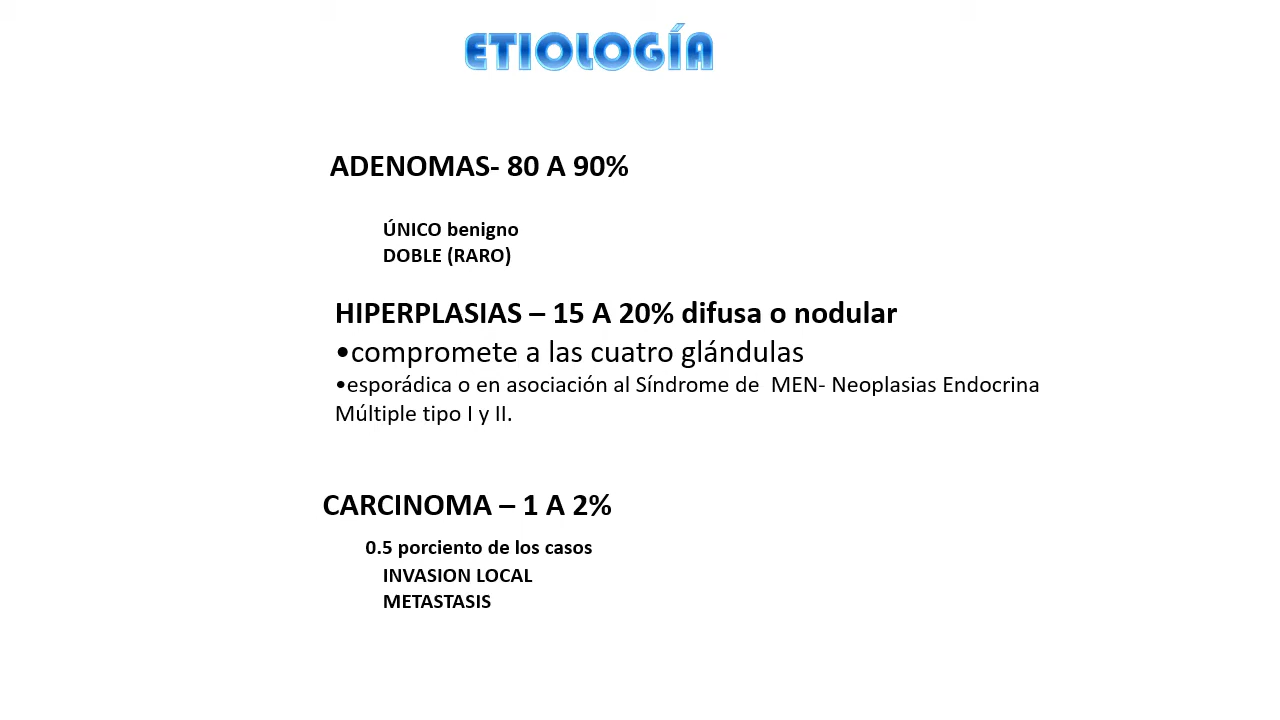 ETIOLOGÍA
ADENOMAS- 80 A 90%
ÚNICO benigno
DOBLE (RARO)
HIPERPLASIAS – 15 A 20% difusa o nodular
•compromete a las cuatro glándulas
•esporádica o en asociación al Síndrome de  MEN- Neoplasias Endocrina
Múltiple tipo I y II.
CARCINOMA – 1 A 2%
0.5 porciento de los casos
INVASION LOCAL
METASTASIS